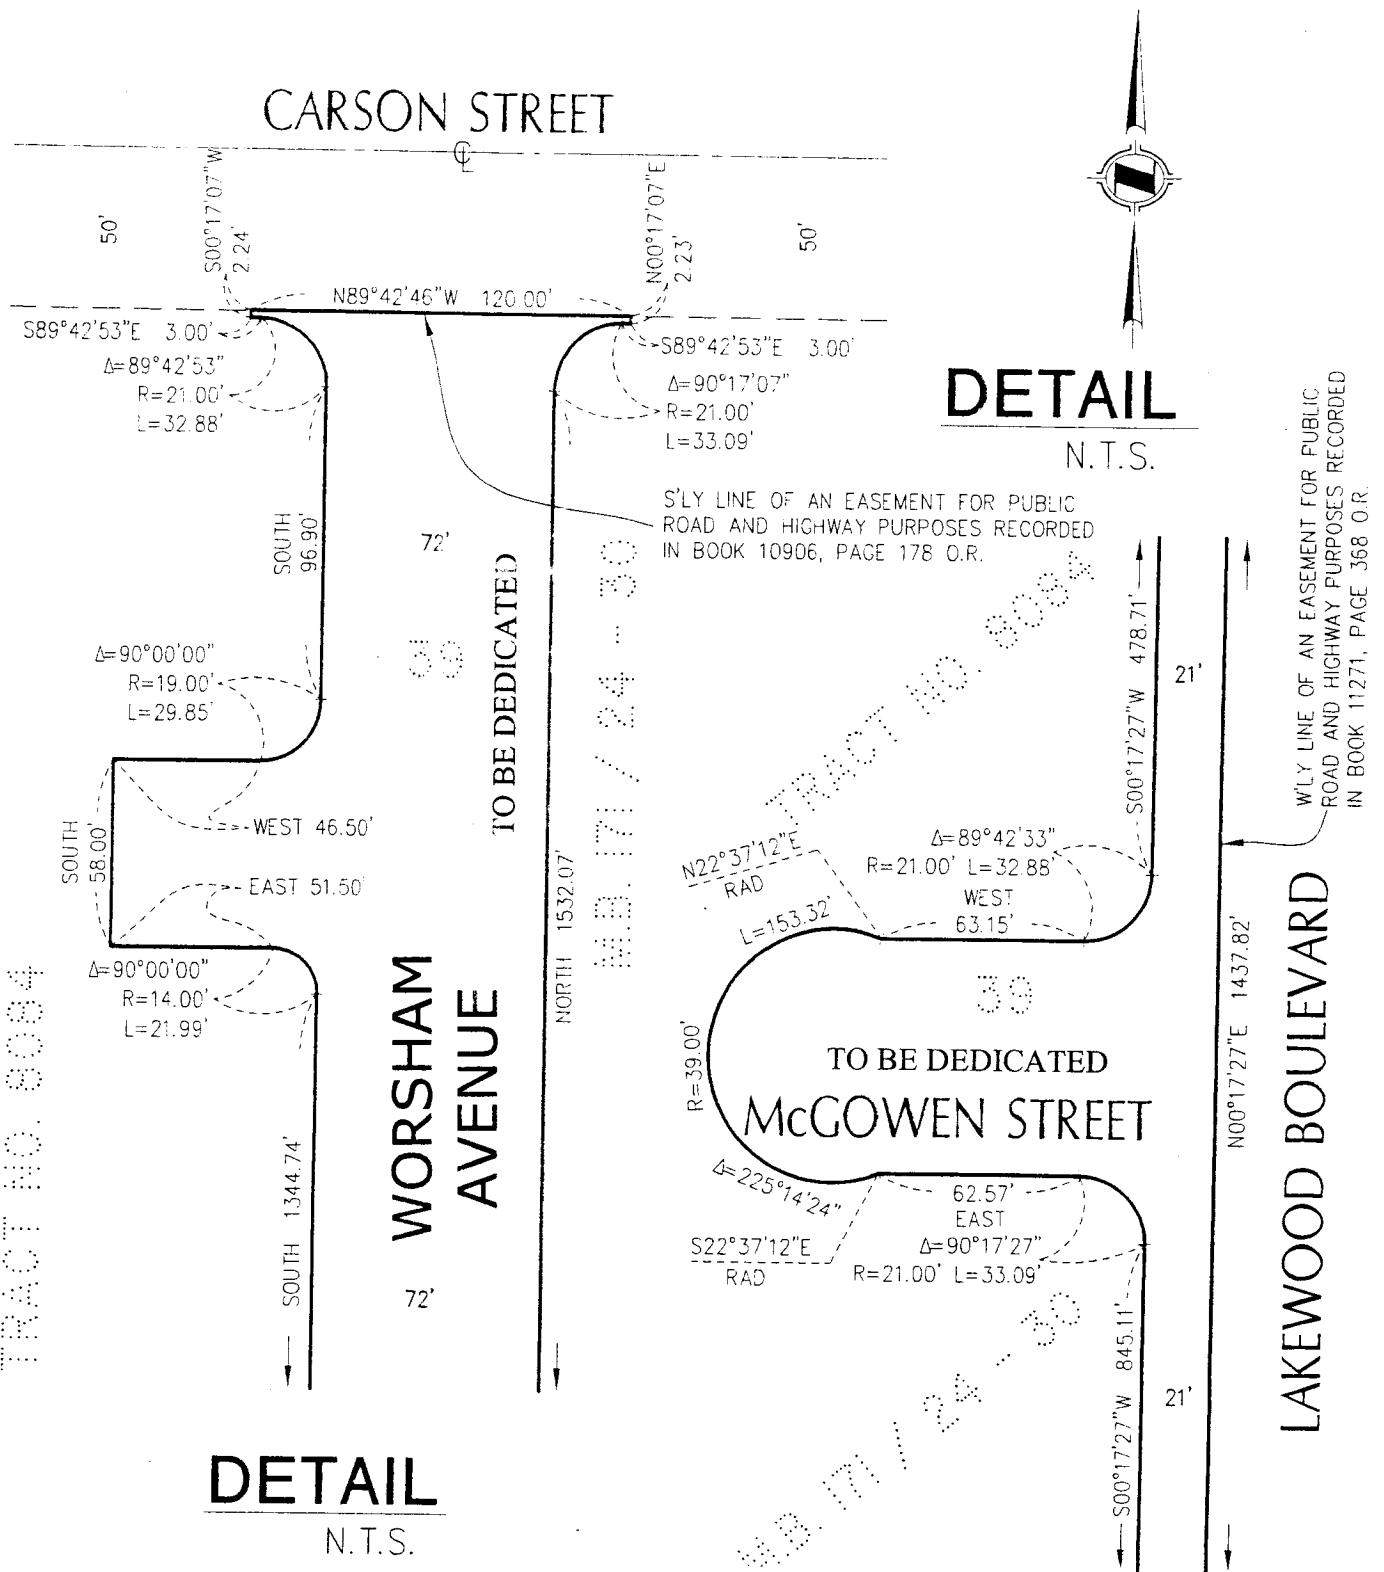 CARSON STREET
℄
50'
S00°17'07"W
2.24'
N00°17'07"E
2.23'
50'
N89°42'46"W 120.00'
S89°42'53"E 3.00'
Δ=89°42'53"
R=21.00'
L=32.88'
S89°42'53"E 3.00'
Δ=90°17'07"
R=21.00'
L=33.09'
S'LY LINE OF AN EASEMENT FOR PUBLIC
ROAD AND HIGHWAY PURPOSES RECORDED
IN BOOK 10906, PAGE 178 O.R.
SOUTH
96.90'
72'
39
TO BE DEDICATED
Δ=90°00'00"
R=19.00'
L=29.85'
WEST 46.50'
SOUTH
58.00'
EAST 51.50'
Δ=90°00'00"
R=14.00'
L=21.99'
NORTH 1532.07'
M.B. 171 / 24 - 30
TRACT NO. 8084
WORSHAM
AVENUE
SOUTH 1344.74'
72'
DETAIL
N.T.S.
DETAIL
N.T.S.
W'LY LINE OF AN EASEMENT FOR PUBLIC
ROAD AND HIGHWAY PURPOSES RECORDED
IN BOOK 11271, PAGE 368 O.R.
TRACT NO. 8084
S00°17'27"W 478.71'
21'
N22°37'12"E
RAD
Δ=89°42'33"
R=21.00' L=32.88'
WEST
63.15'
L=153.32'
39
R=39.00'
TO BE DEDICATED
McGOWEN STREET
Δ=225°14'24"
62.57'
EAST
S22°37'12"E
RAD
Δ=90°17'27"
R=21.00' L=33.09'
N00°17'27"E 1437.82'
LAKEWOOD BOULEVARD
S00°17'27"W 845.11'
21'
M.B. 171 / 24 - 30